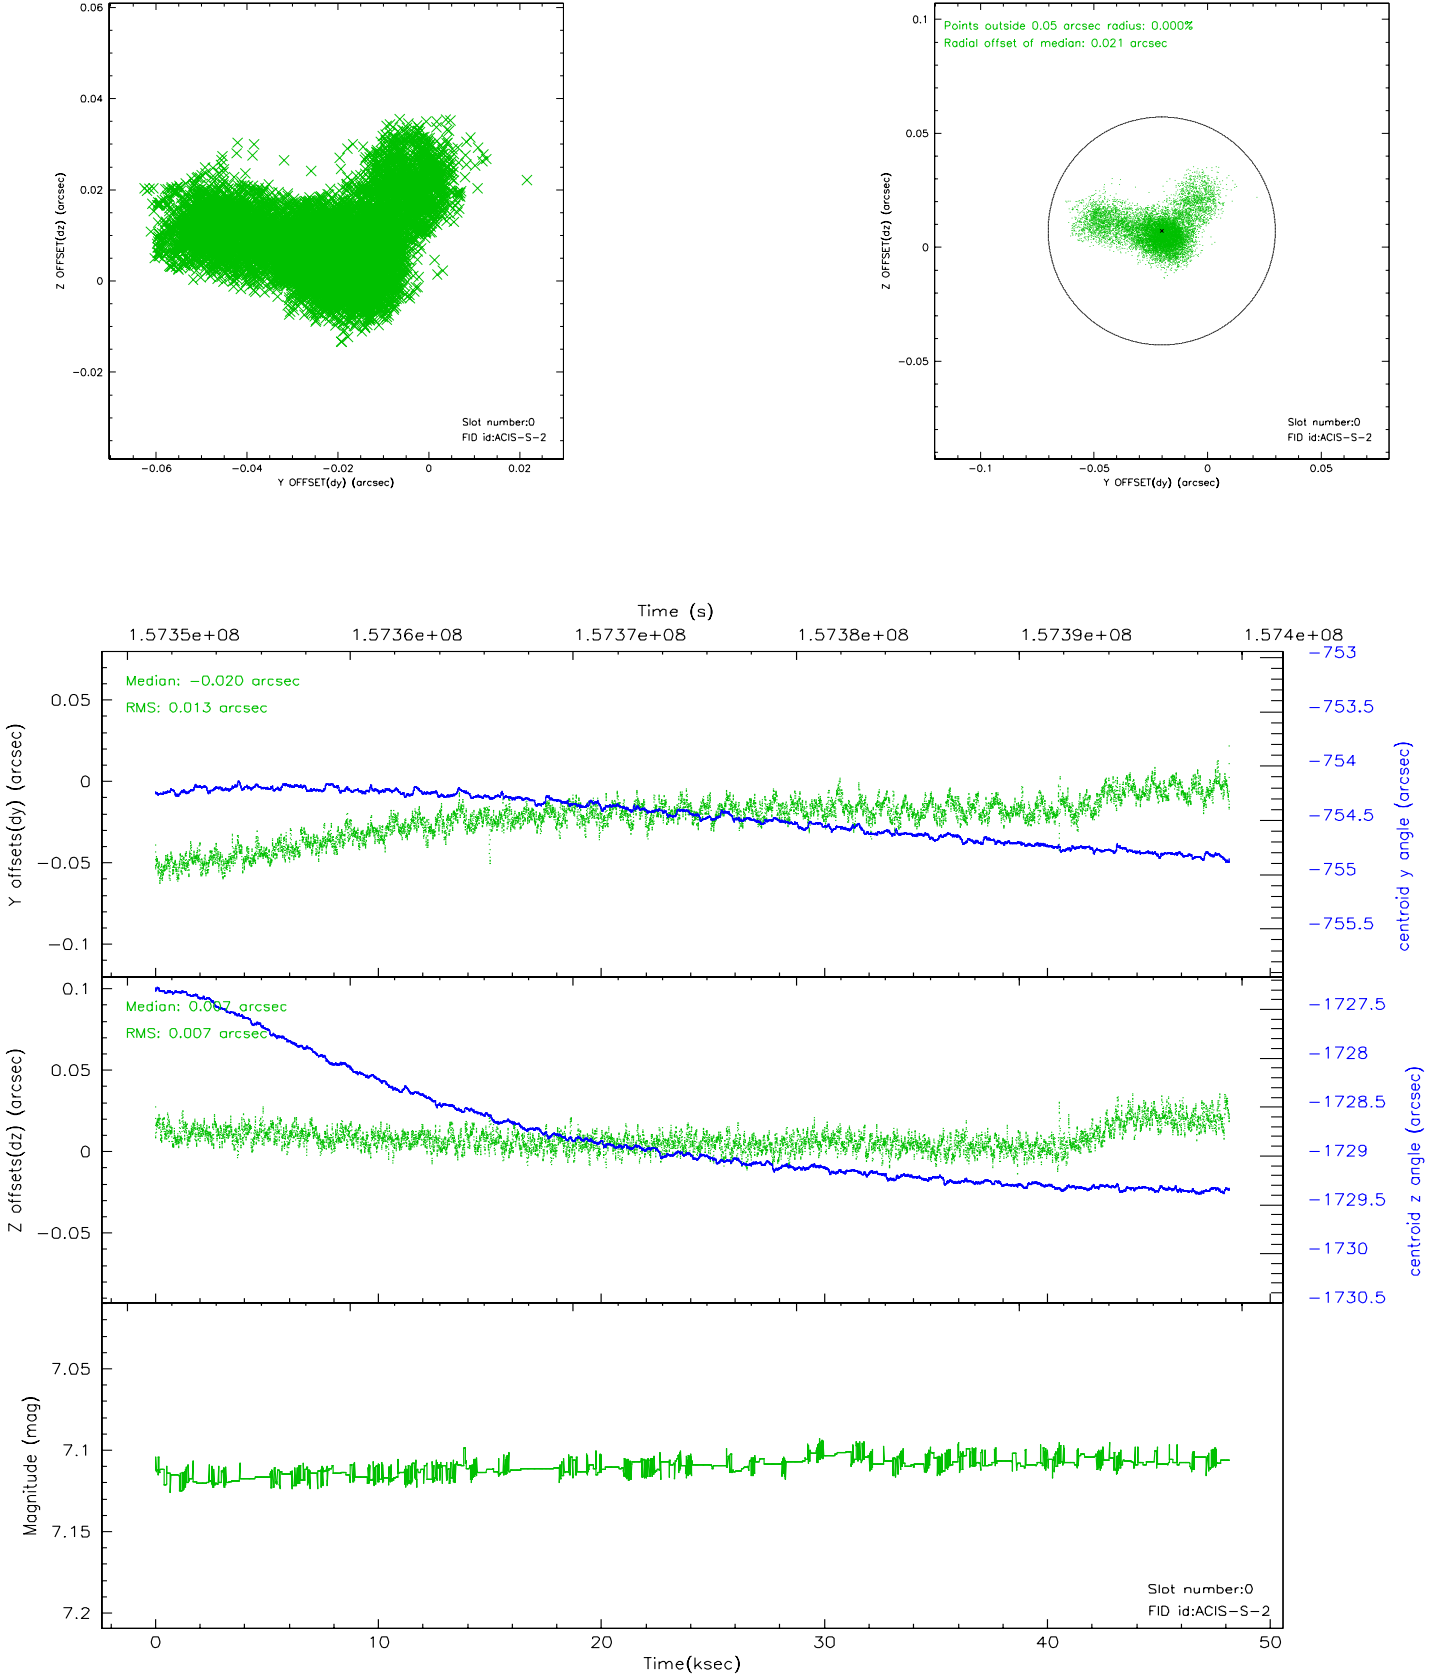 0.06
0.04
0.02
0
−0.02
Z OFFSET(dz) (arcsec)
Slot number:0
FID id:ACIS−S−2
−0.06 −0.04 −0.02 0 0.02
Y OFFSET(dy) (arcsec)
Points outside 0.05 arcsec radius: 0.000%
Radial offset of median: 0.021 arcsec
0.1
0.05
0
−0.05
Z OFFSET(dz) (arcsec)
Slot number:0
FID id:ACIS−S−2
−0.1 −0.05 0 0.05
Y OFFSET(dy) (arcsec)
Time (s)
1.5735e+08 1.5736e+08 1.5737e+08 1.5738e+08 1.5739e+08 1.574e+08
Median: −0.020 arcsec
RMS: 0.013 arcsec
0.05
0
−0.05
−0.1
Y offsets(dy) (arcsec)
−753
−753.5
−754
−754.5
−755
−755.5
centroid y angle (arcsec)
Median: 0.007 arcsec
RMS: 0.007 arcsec
0.1
0.05
0
−0.05
Z offsets(dz) (arcsec)
−1727.5
−1728
−1728.5
−1729
−1729.5
−1730
−1730.5
centroid z angle (arcsec)
7.05
7.1
7.15
7.2
Magnitude (mag)
Slot number:0
FID id:ACIS−S−2
0 10 20 30 40 50
Time(ksec)